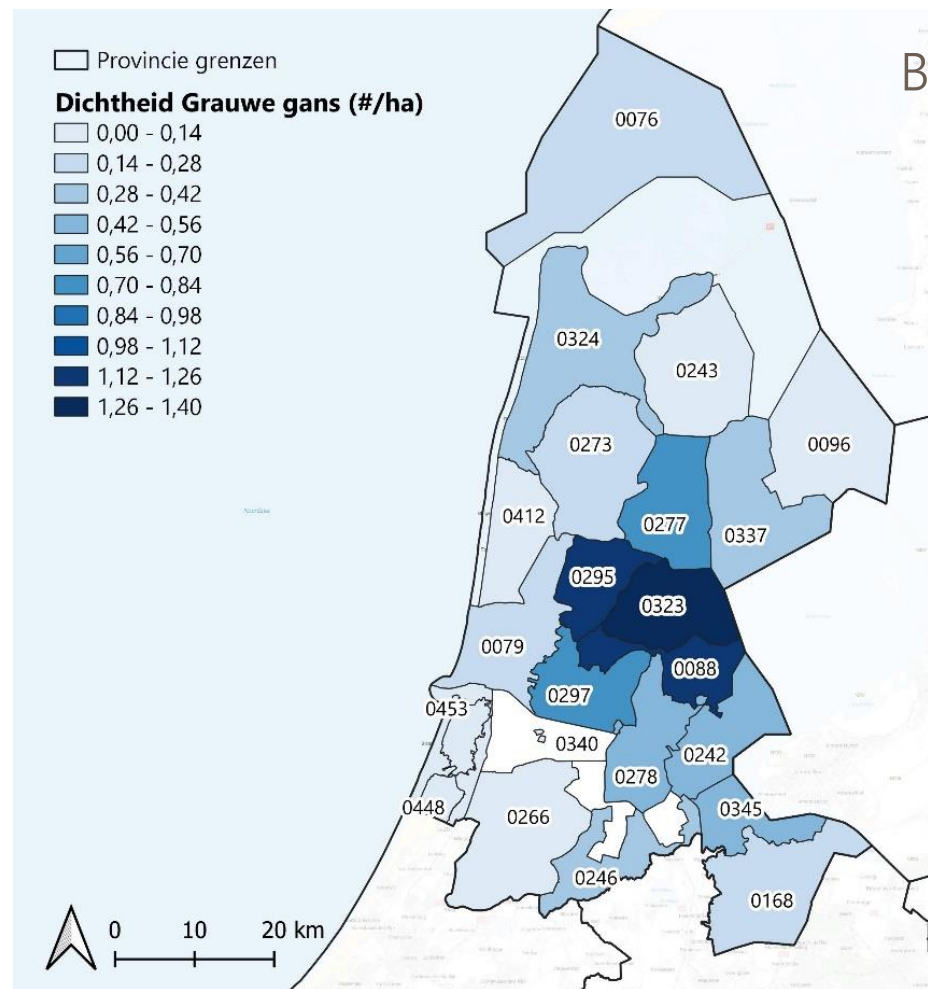 B
Provincie grenzen
Dichtheid Grauwe gans (#/ha)
0,00 - 0,14
0,14 - 0,28
0,28 - 0,42
0,42 - 0,56
0,56 - 0,70
0,70 - 0,84
0,84 - 0,98
0,98 - 1,12
1,12 - 1,26
1,26 - 1,40
0076
0324
0243
0273
0096
0412
0277
0337
0295
0323
0079
0088
0297
0453
0340
0242
0278
0448
0266
0345
0246
0168
0 10 20 km